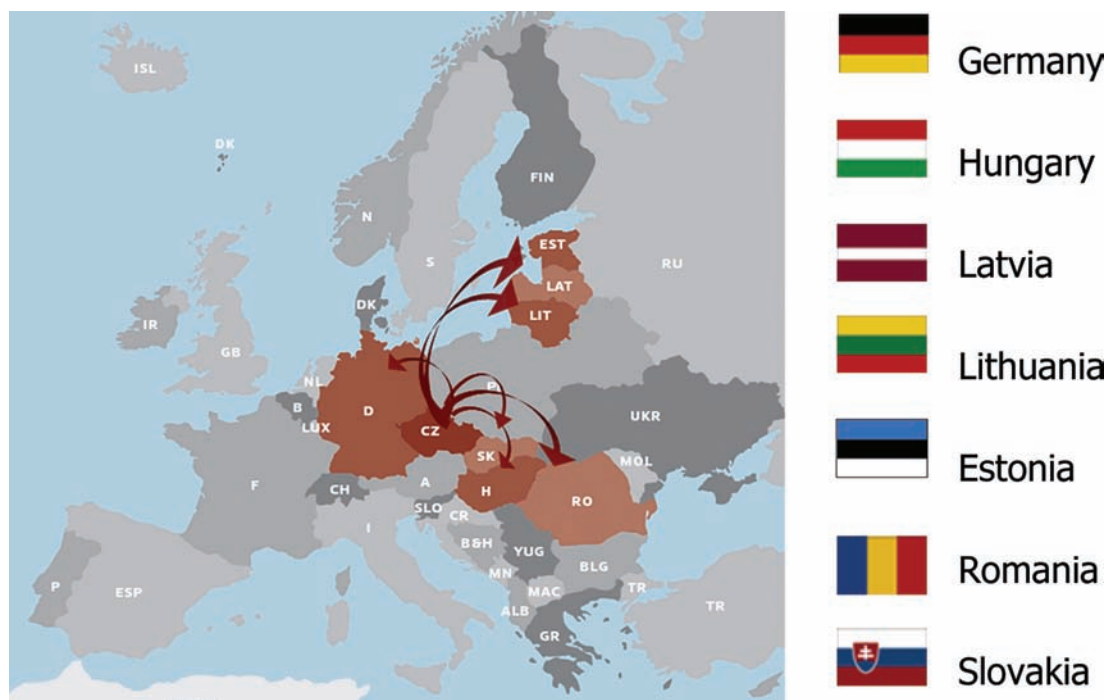 ISL
DK
FIN
N
S
EST
RU
LAT
LIT
DK
IR
GB
NL
B
LUX
D
CZ
UKR
SK
MOL
F
CH
A
H
RO
SLO
CR
I
B&H
YUG
BLG
MN
MAC
ALB
TR
TR
GR
P
ESP
Germany
Hungary
Latvia
Lithuania
Estonia
Romania
Slovakia